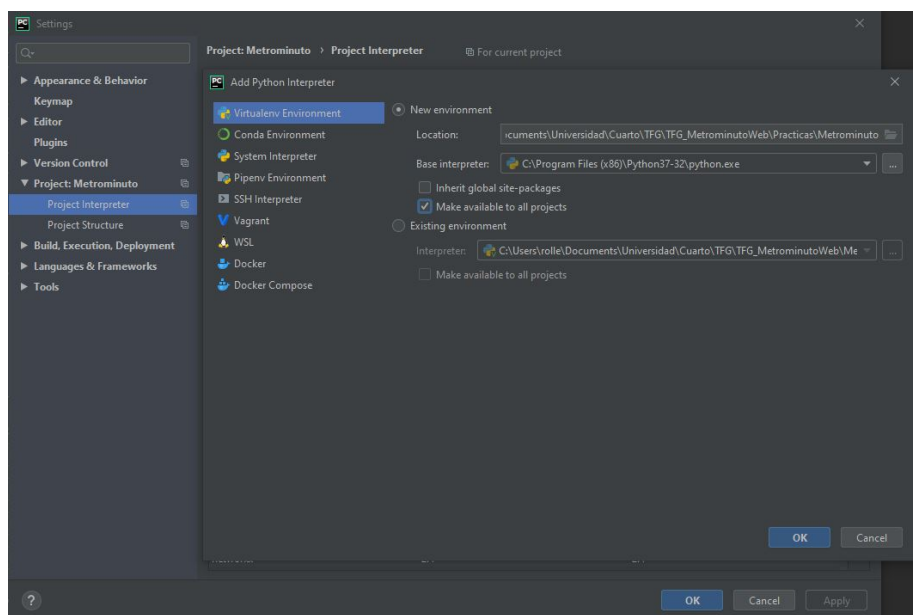 PC Settings
Project: Metrominuto › Project Interpreter For current project
Appearance & Behavior
Keymap
Editor
Plugins
Version Control
Project: Metrominuto
Project Interpreter
Project Structure
Build, Execution, Deployment
Languages & Frameworks
Tools
PC Add Python Interpreter
Virtualenv Environment
Conda Environment
System Interpreter
Pipenv Environment
SSH Interpreter
Vagrant
WSL
Docker
Docker Compose
New environment
Location: ocuments\Universidad\Cuarto\TFG\TFG_MetrominutoWeb\Practicas\Metrominuto
Base interpreter: C:\Program Files (x86)\Python37-32\python.exe ...
Inherit global site-packages
Make available to all projects
Existing environment
Interpreter: C:\Users\rolle\Documents\Universidad\Cuarto\TFG\TFG_MetrominutoWeb\Me ...
Make available to all projects
OK Cancel
? OK Cancel Apply